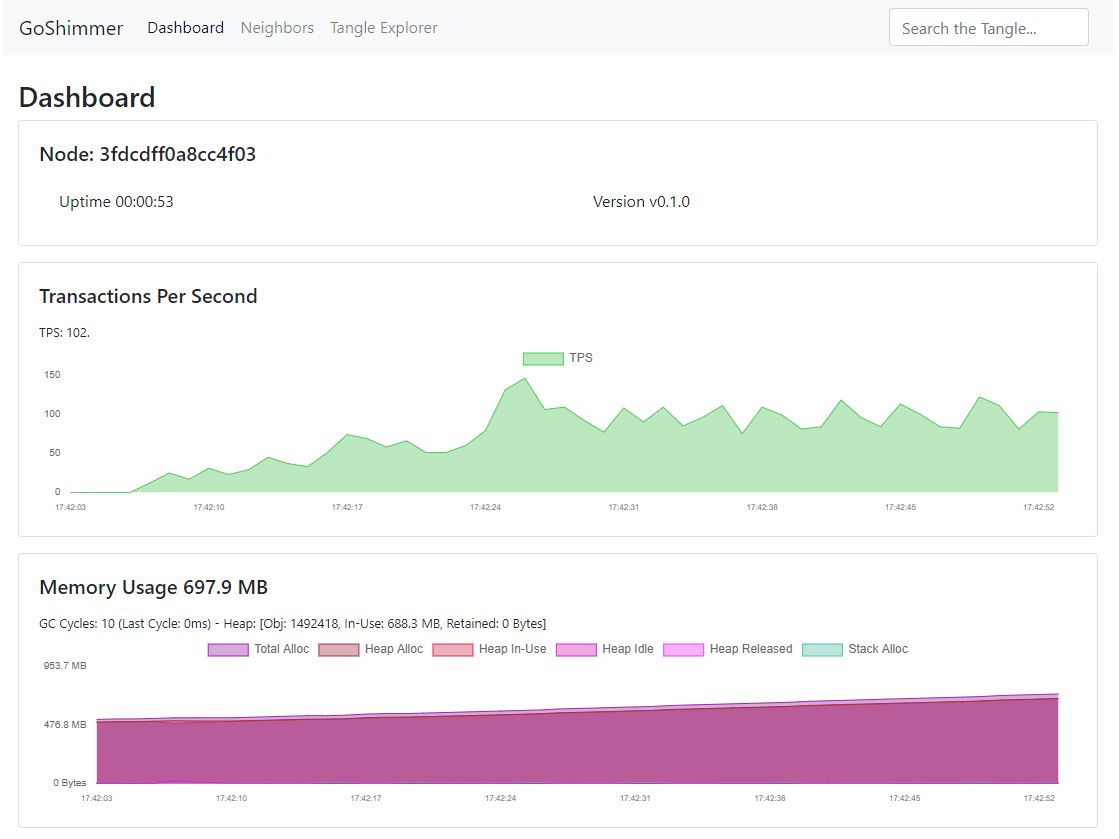 GoShimmer Dashboard Neighbors Tangle Explorer Search the Tangle...
Dashboard
Node: 3fdcdff0a8cc4f03
Uptime 00:00:53 Version v0.1.0
Transactions Per Second
TPS: 102.
TPS
150
100
50
0
17:42:03 17:42:10 17:42:17 17:42:24 17:42:31 17:42:38 17:42:45 17:42:52
Memory Usage 697.9 MB
GC Cycles: 10 (Last Cycle: 0ms) - Heap: [Obj: 1492418, In-Use: 688.3 MB, Retained: 0 Bytes]
Total Alloc Heap Alloc Heap In-Use Heap Idle Heap Released Stack Alloc
953.7 MB
476.8 MB
0 Bytes
17:42:03 17:42:10 17:42:17 17:42:24 17:42:31 17:42:38 17:42:45 17:42:52